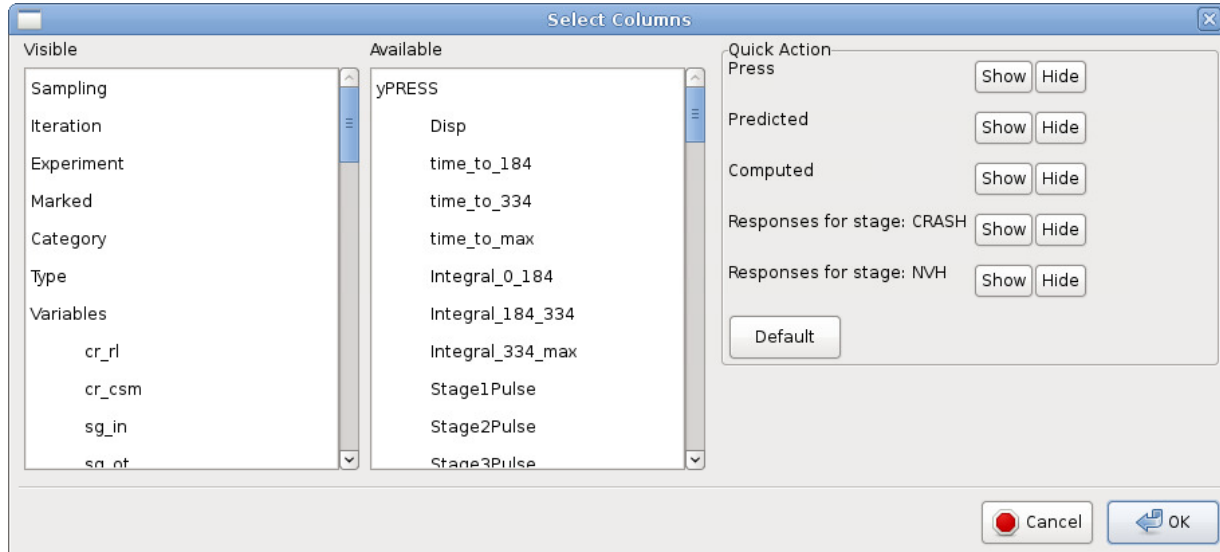 Select Columns
Visible
Sampling
Iteration
Experiment
Marked
Category
Type
Variables
cr_rl
cr_csm
sg_in
sg_ot
Available
yPRESS
Disp
time_to_184
time_to_334
time_to_max
Integral_0_184
Integral_184_334
Integral_334_max
Stage1Pulse
Stage2Pulse
Stage3Pulse
Quick Action
Press Show Hide
Predicted Show Hide
Computed Show Hide
Responses for stage: CRASH Show Hide
Responses for stage: NVH Show Hide
Default
Cancel OK